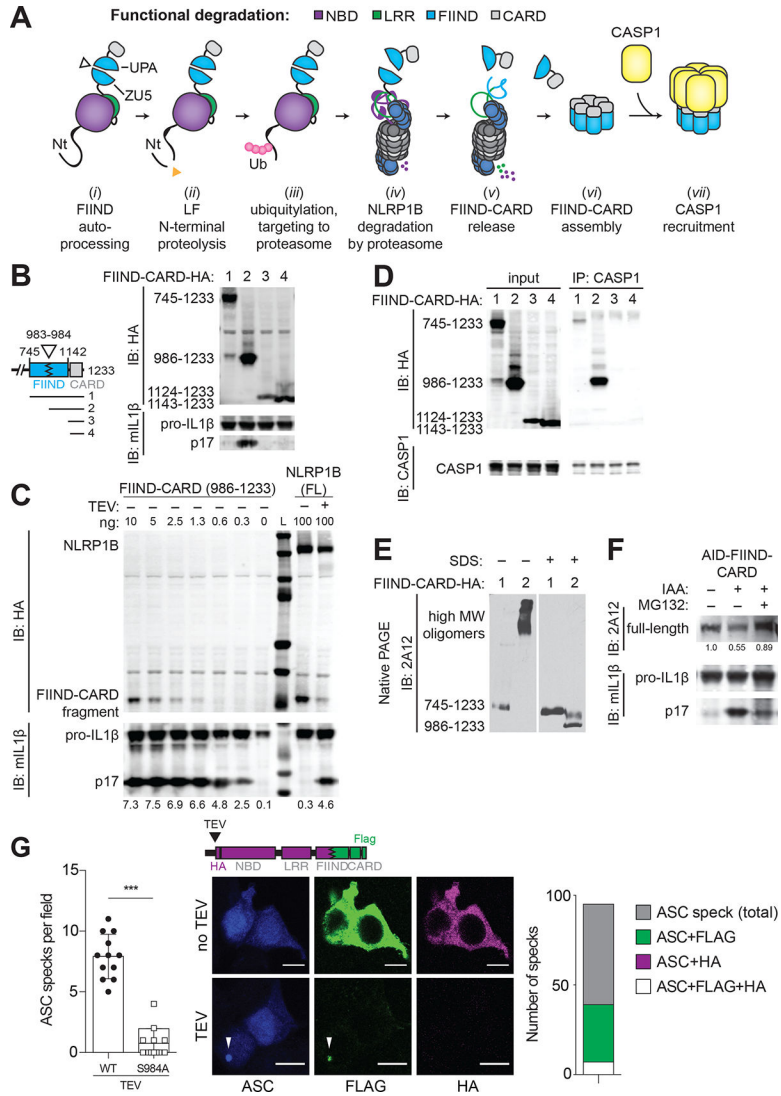 A
Functional degradation: NBD LRR FIIND CARD
CASP1
UPA
ZU5
Nt
Nt
Ub
(i)
FIIND
auto-
processing
(ii)
LF
N-terminal
proteolysis
(iii)
ubiquitylation,
targeting to
proteasome
(iv)
NLRP1B
degradation
by proteasome
(v)
FIIND-CARD
release
(vi)
FIIND-CARD
assembly
(vii)
CASP1
recruitment
B
FIIND-CARD-HA: 1 2 3 4
745-1233
986-1233
1124-1233
1143-1233
IB: HA
pro-IL1β
p17
IB: mIL1β
983-984
745 1142
1233
FIIND CARD
1
2
3
4
C
FIIND-CARD (986-1233)
NLRP1B
(FL)
TEV: – – – – – – – – +
ng: 10 5 2.5 1.3 0.6 0.3 0 L 100 100
NLRP1B
IB: HA
FIIND-CARD
fragment
pro-IL1β
p17
IB: mIL1β
7.3 7.5 6.9 6.6 4.8 2.5 0.1 0.3 4.6
D
input
IP: CASP1
FIIND-CARD-HA: 1 2 3 4 1 2 3 4
745-1233
986-1233
1124-1233
1143-1233
IB: HA
CASP1
IB: CASP1
E
SDS: – – + +
FIIND-CARD-HA: 1 2 1 2
high MW
oligomers
745-1233
986-1233
Native PAGE
IB: 2A12
F
AID-FIIND-
CARD
IAA: – + +
MG132: – – +
full-length
1.0 0.55 0.89
IB: 2A12
pro-IL1β
p17
IB: mIL1β
G
ASC specks per field
15
10
5
0
***
WT S984A
TEV
TEV
Flag
HA NBD LRR FIIND CARD
no TEV
TEV
ASC FLAG HA
Number of specks
100
50
0
ASC speck (total)
ASC+FLAG
ASC+HA
ASC+FLAG+HA